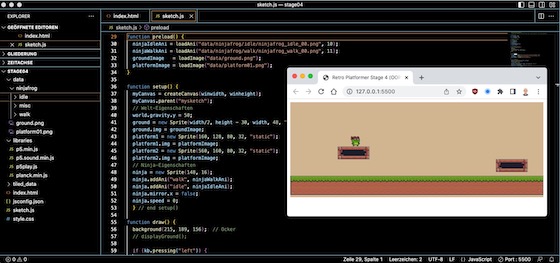 sketch.js — stage04
EXPLORER
GEÖFFNETE EDITOREN
index.html
sketch.js
GLIEDERUNG
ZEITACHSE
STAGE04
data
ninjafrog
idle
misc
walk
ground.png
platform01.png
libraries
p5.min.js
p5.sound.min.js
p5play.js
planck.min.js
tiled_data
index.html
jsconfig.json
sketch.js
style.css
index.html
sketch.js
sketch.js > preload
29 function preload() {
30 ninjaIdleAni = loadAni("data/ninjafrog/idle/ninjafrog_idle_00.png", 10);
31 ninjaWalkAni = loadAni("data/ninjafrog/walk/ninjafrog_walk_00.png", 11);
32 groundImage = loadImage("data/ground.png");
33 platformImage = loadImage("data/platform01.png");
34 }
35
36 function setup() {
37 myCanvas = createCanvas(winwidth, winheight);
38 myCanvas.parent("mysketch");
39 // Welt-Eigenschaften
40 world.gravity.y = 50;
41 ground = new Sprite(width/2, height - 30, width, 40,
42 ground.img = groundImage;
43 platform1 = new Sprite(160, 128, 80, 32, "static");
44 platform1.img = platformImage;
45 platform2 = new Sprite(560, 160, 80, 32, "static");
46 platform2.img = platformImage;
47 // Ninja-Eigenschaften
48 ninja = new Sprite(140, 16);
49 ninja.addAni("walk", ninjaWalkAni);
50 ninja.addAni("idle", ninjaIdleAni);
51 ninja.mirror.x = false;
52 ninja.speed = 0;
53 } // end setup()
54
55 function draw() {
56 background(215, 189, 156); // Ocker
57 // displayGround();
58
59 if (kb.pressing("left")) {
Retro Platformer Stage 4 (OOP
127.0.0.1:5500
Zeile 29, Spalte 1
Leerzeichen: 2
UTF-8
LF
JavaScript
Port : 5500